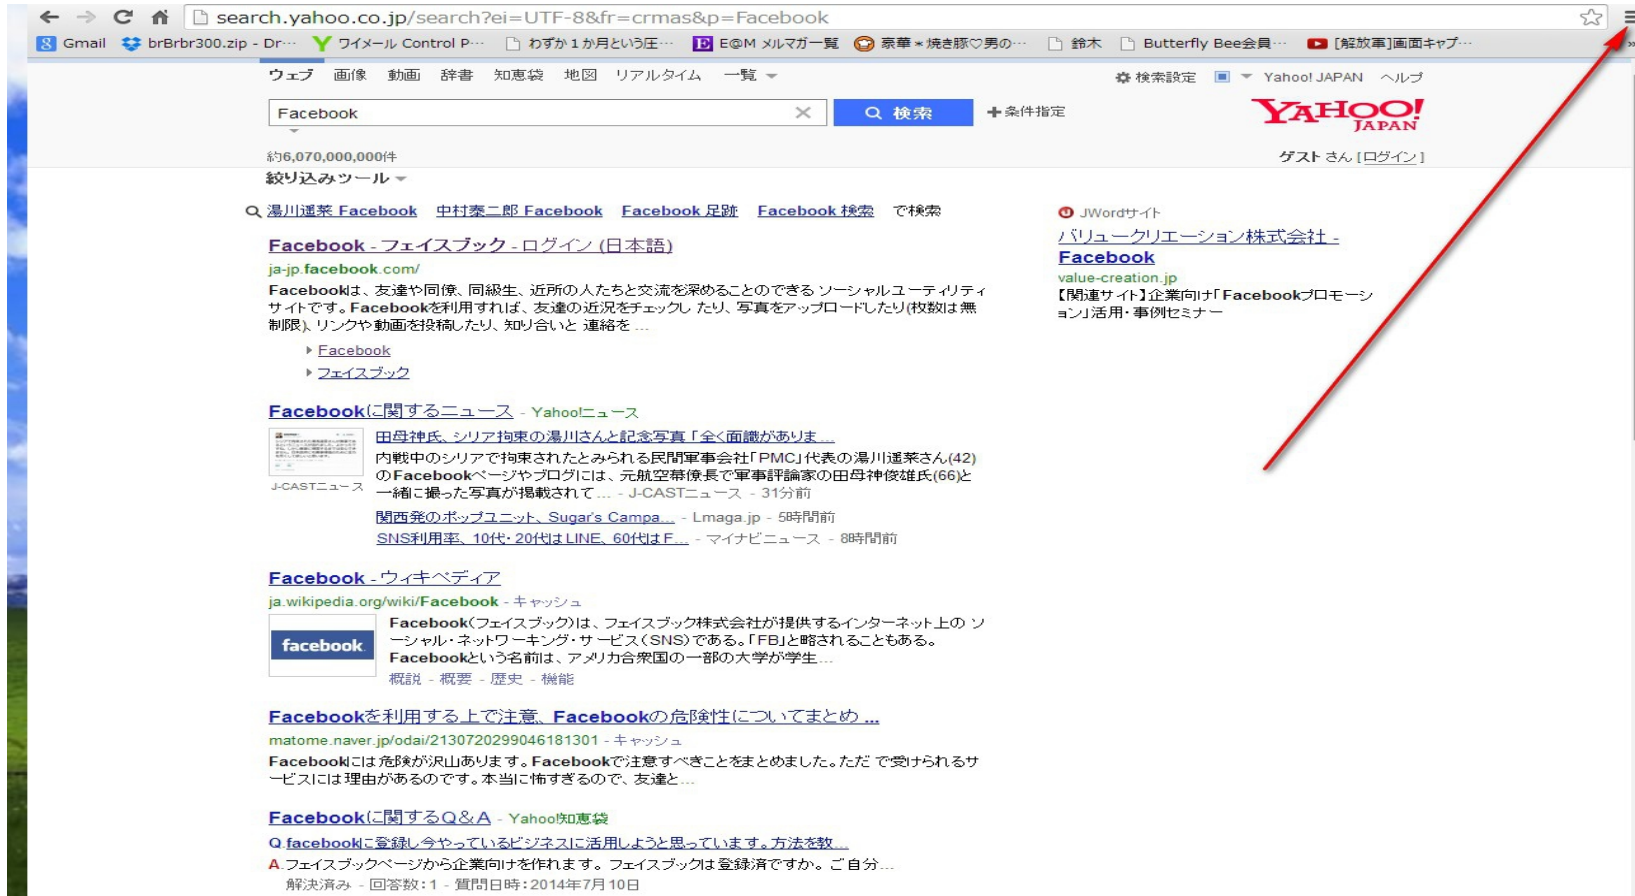 search.yahoo.co.jp/search?ei=UTF-8&fr=crmas&p=Facebook
Gmail brBrbr300.zip - Dr… ワイメール Control P… わずか1か月という圧… E@M メルマガ一覧 豪華＊焼き豚♡男の… 鈴木 Butterfly Bee会員… [解放軍]画面キャプ… »
ウェブ 画像 動画 辞書 知恵袋 地図 リアルタイム 一覧 検索設定 Yahoo! JAPAN ヘルプ
Facebook × 検索 +条件指定 YAHOO! JAPAN
約6,070,000,000件 ゲストさん [ログイン]
絞り込みツール
湯川遥菜 Facebook 中村泰二郎 Facebook Facebook 足跡 Facebook 検索 で検索
Facebook - フェイスブック - ログイン (日本語)
ja-jp.facebook.com/
Facebookは、友達や同僚、同級生、近所の人たちと交流を深めることのできる ソーシャルユーティリティ
サイトです。Facebookを利用すれば、友達の近況をチェックし たり、写真をアップロードしたり(枚数は無
制限)、リンクや動画を投稿したり、知り合いと 連絡を ...
Facebook
フェイスブック
Facebookに関するニュース - Yahoo!ニュース
田母神氏、シリア拘束の湯川さんと記念写真 「全く面識がありま...
内戦中のシリアで拘束されたとみられる民間軍事会社「PMC」代表の湯川遥菜さん(42)
のFacebookページやブログには、元航空幕僚長で軍事評論家の田母神俊雄氏(66)と
一緒に撮った写真が掲載されて... - J-CASTニュース - 31分前
J-CASTニュース
関西発のポップユニット、Sugar's Campa... - Lmaga.jp - 5時間前
SNS利用率、10代・20代はLINE、60代はF... - マイナビニュース - 8時間前
Facebook - ウィキペディア
ja.wikipedia.org/wiki/Facebook - キャッシュ
facebook
Facebook(フェイスブック)は、フェイスブック株式会社が提供するインターネット上の ソ
ーシャル・ネットワーキング・サービス(SNS)である。「FB」と略されることもある。
Facebookという名前は、アメリカ合衆国の一部の大学が学生...
概説 - 概要 - 歴史 - 機能
Facebookを利用する上で注意、Facebookの危険性についてまとめ ...
matome.naver.jp/odai/2130720299046181301 - キャッシュ
Facebookには危険が沢山あります。Facebookで注意すべきことをまとめました。ただ で受けられるサ
ービスには理由があるのです。本当に怖すぎるので、友達と...
Facebookに関するQ&A - Yahoo!知恵袋
Q.facebookに登録し今やっているビジネスに活用しようと思っています。方法を教...
A.フェイスブックページから企業向けを作れます。フェイスブックは登録済ですか。ご自分...
解決済み - 回答数：1 - 質問日時：2014年7月10日
JWordサイト
バリュークリエーション株式会社 -
Facebook
value-creation.jp
【関連サイト】企業向け「Facebookプロモーシ
ョン」活用・事例セミナー